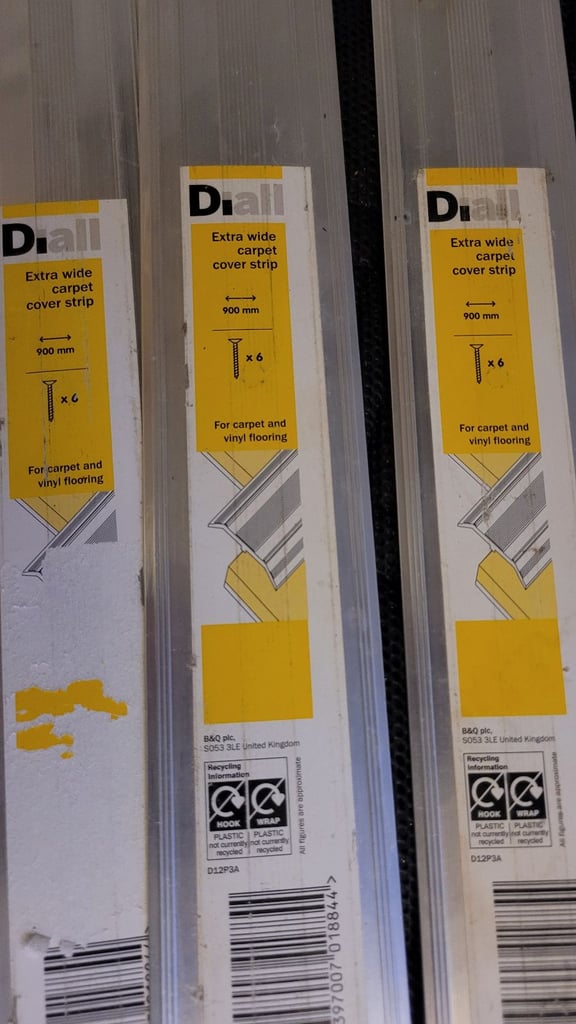 Diall
Extra wide
carpet
cover strip
900 mm
x 6
For carpet and
vinyl flooring
Diall
Extra wide
carpet
cover strip
900 mm
x 6
For carpet and
vinyl flooring
B&Q plc,
SO53 3LE United Kingdom
Recycling
information
HOOK
WRAP
PLASTIC
not currently
recycled
PLASTIC
not currently
recycled
All figures are approximate
D12P3A
397007 018844 >
Diall
Extra wide
carpet
cover strip
900 mm
x 6
For carpet and
vinyl flooring
B&Q plc,
SO53 3LE United Kingdom
Recycling
information
HOOK
WRAP
PLASTIC
not currently
recycled
PLASTIC
not currently
recycled
All figures are approximate
D12P3A